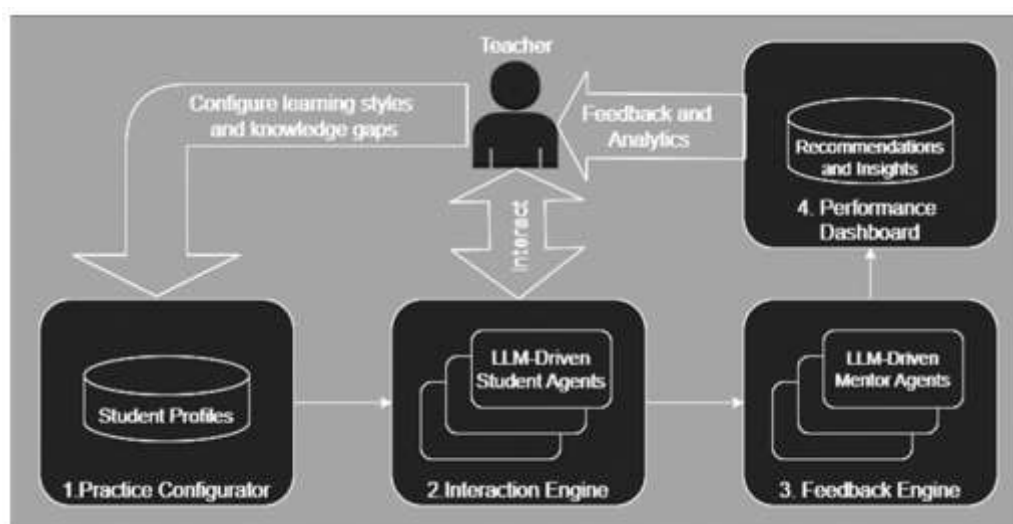 Teacher
Configure learning styles
and knowledge gaps
Feedback and
Analytics
Recommendations
and Insights
4. Performance
Dashboard
Interact
LLM-Driven
Student Agents
LLM-Driven
Mentor Agents
Student Profiles
1.Practice Configurator
2.Interaction Engine
3. Feedback Engine